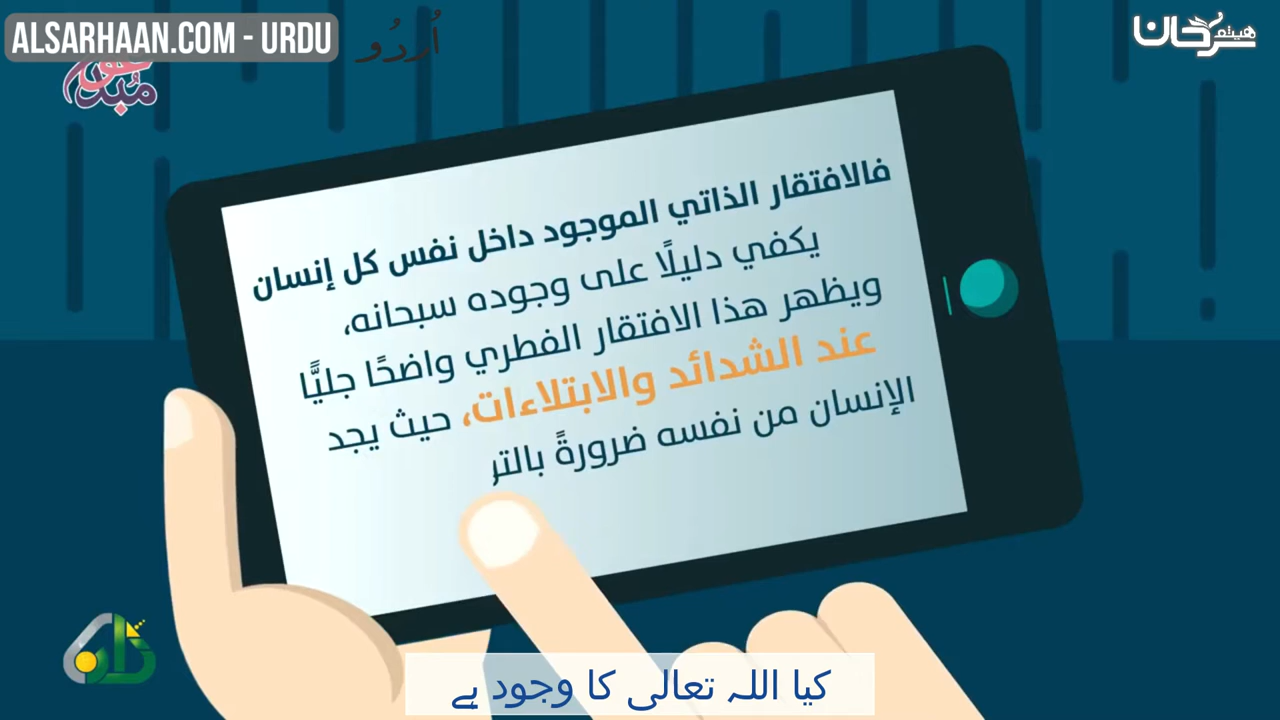 ALSARHAAN.COM - URDU
اُردُو
هيثم سرحان
فالافتقار الذاتي الموجود داخل نفس كل إنسان
يكفي دليلًا على وجوده سبحانه،
ويظهر هذا الافتقار الفطري واضحًا جليًّا
عند الشدائد والابتلاءات، حيث يجد
الإنسان من نفسه ضرورةً بالتر
کیا اللہ تعالی کا وجود ہے